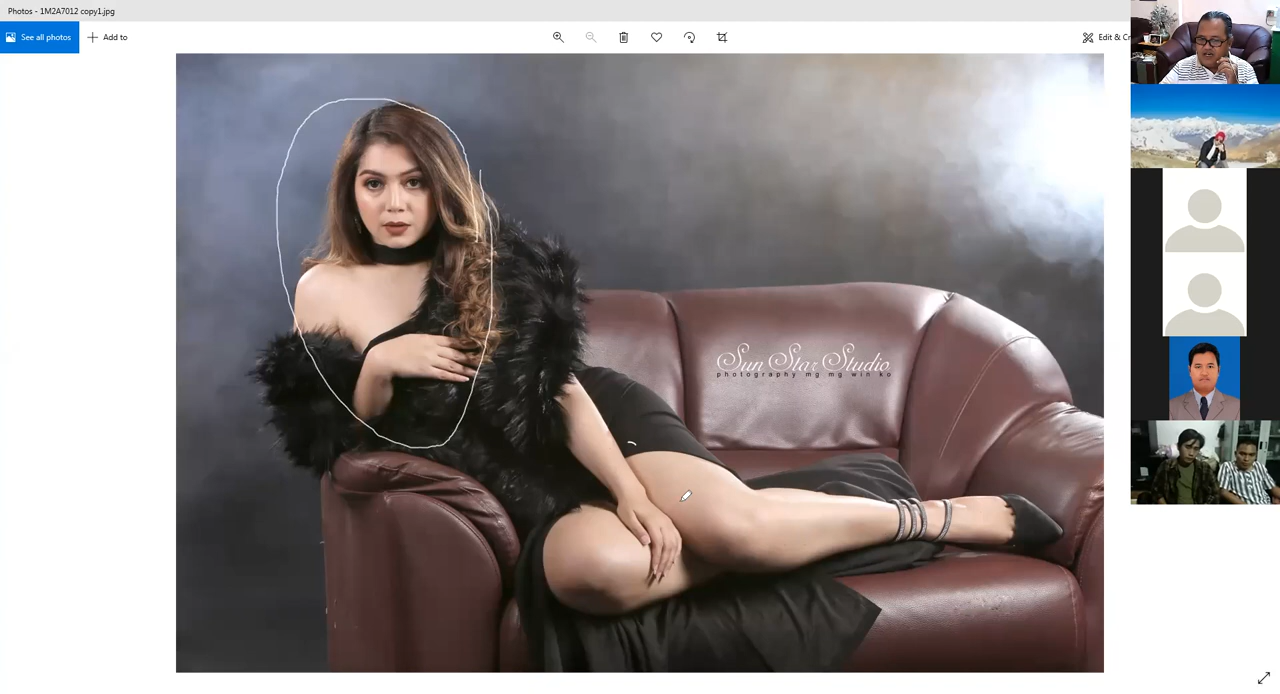 Photos - 1M2A7012 copy1.jpg
See all photos
Add to
Edit & Cr
Sun Star Studio
photography mg mg win ko